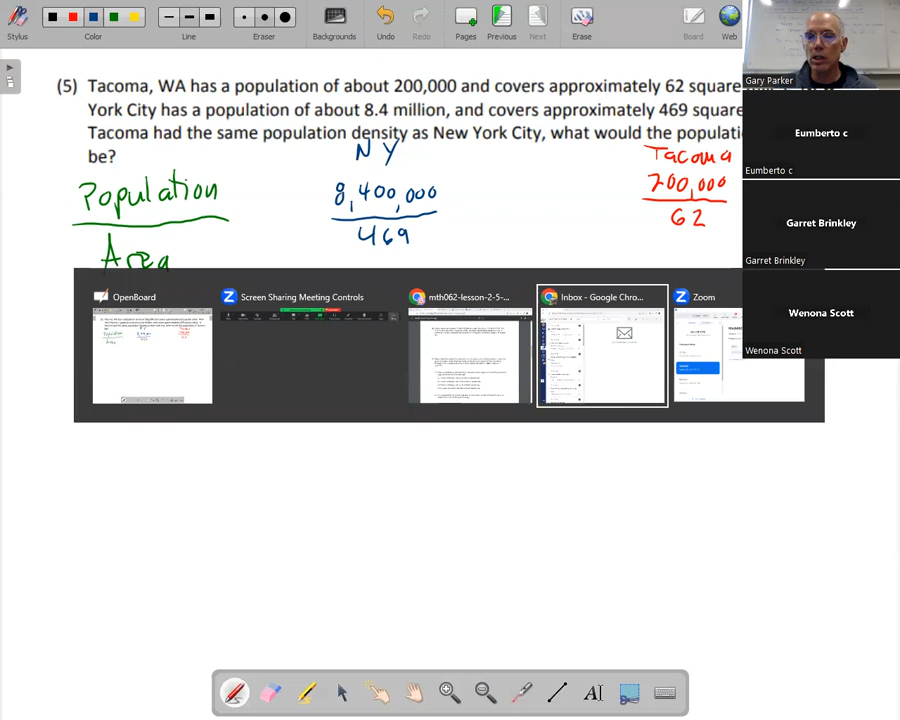 Stylus
Color
Line
Eraser
Backgrounds
Undo
Redo
Pages
Previous
Next
Erase
Board
Web
Gary Parker
(5) Tacoma, WA has a population of about 200,000 and covers approximately 62 square
York City has a population of about 8.4 million, and covers approximately 469 square
Tacoma had the same population density as New York City, what would the populati
be?
Population
Area
N Y
8,400,000
469
Tacoma
200,000
62
Eumberto c
Eumberto c
Garret Brinkley
Garret Brinkley
Wenona Scott
Wenona Scott
OpenBoard
Screen Sharing Meeting Controls
mth062-lesson-2-5-...
Inbox - Google Chro...
Zoom